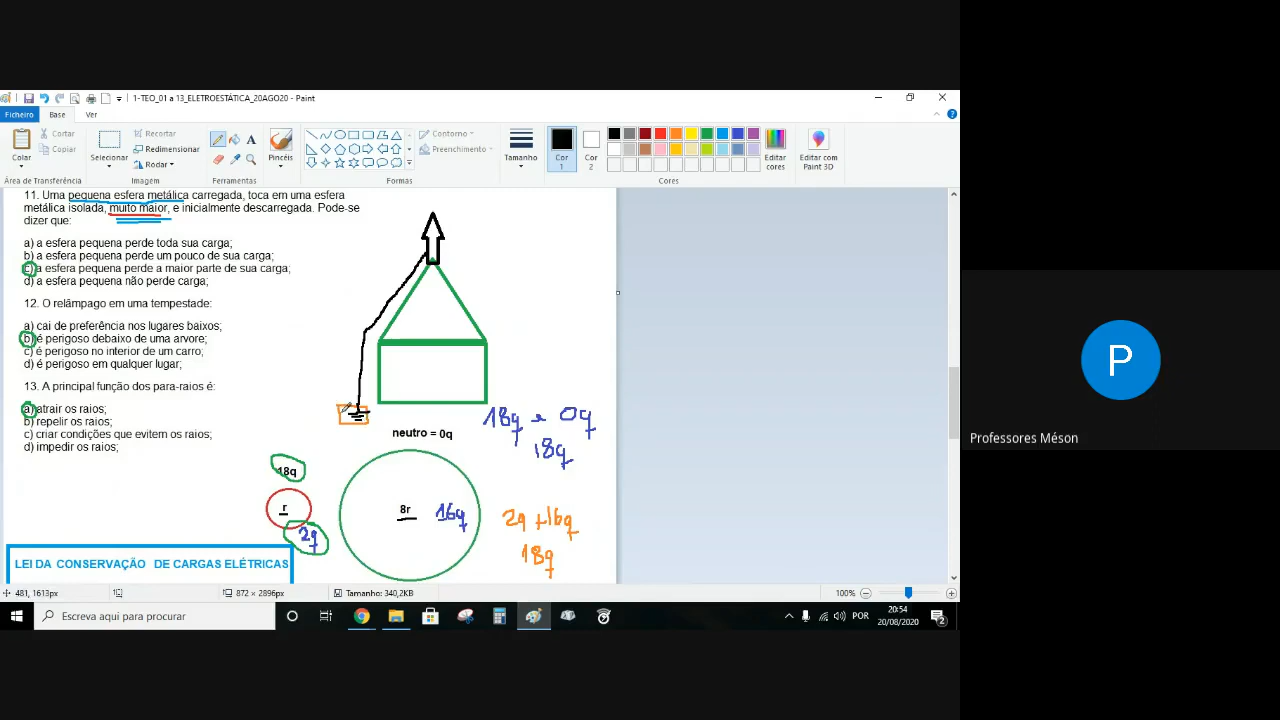 1-TEO_01 a 13_ELETROESTÁTICA_20AGO20 - Paint
Ficheiro Base Ver
Colar
Cortar
Copiar
Área de Transferência
Selecionar
Recortar
Redimensionar
Rodar
Imagem
A
Ferramentas
Pincéis
Contorno
Preenchimento
Formas
Tamanho
Cor 1
Cor 2
Editar cores
Cores
Editar com Paint 3D
11. Uma pequena esfera metálica carregada, toca em uma esfera
metálica isolada, muito maior, e inicialmente descarregada. Pode-se
dizer que:
a) a esfera pequena perde toda sua carga;
b) a esfera pequena perde um pouco de sua carga;
c) a esfera pequena perde a maior parte de sua carga;
d) a esfera pequena não perde carga;
12. O relâmpago em uma tempestade:
a) cai de preferência nos lugares baixos;
b) é perigoso debaixo de uma arvore;
c) é perigoso no interior de um carro;
d) é perigoso em qualquer lugar;
13. A principal função dos para-raios é:
a) atrair os raios;
b) repelir os raios;
c) criar condições que evitem os raios;
d) impedir os raios;
neutro = 0q
18q e 0q
18q
18q
r
2q
8r
16q
2q +16q
18q
LEI DA CONSERVAÇÃO DE CARGAS ELÉTRICAS
481, 1613px
872 × 2896px
Tamanho: 340,2KB
100%
Escreve aqui para procurar
POR
20:54
20/08/2020
2
P
Professores Méson